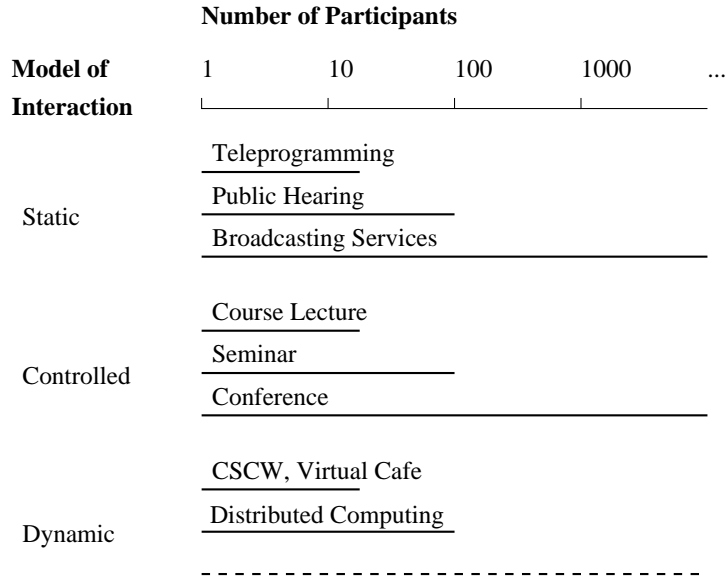 Number of Participants
Model of Interaction
1 10 100 1000 ...
Static
Teleprogramming
Public Hearing
Broadcasting Services
Controlled
Course Lecture
Seminar
Conference
Dynamic
CSCW, Virtual Cafe
Distributed Computing